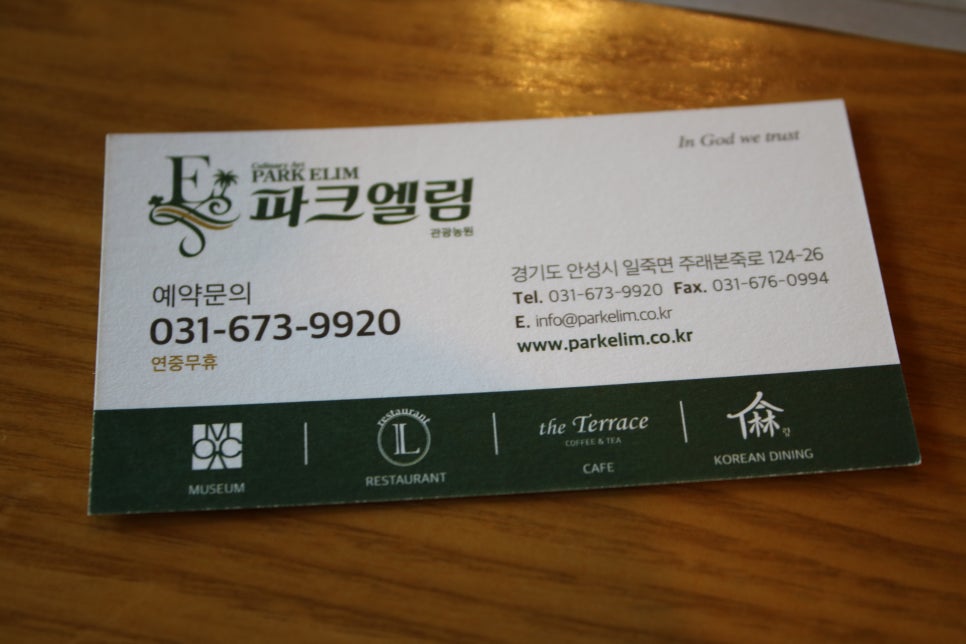 In God we trust
E
Culinary Art
PARK ELIM
파크엘림
관광농원
예약문의
031-673-9920
연중무휴
경기도 안성시 일죽면 주래본죽로 124-26
Tel. 031-673-9920 Fax. 031-676-0994
E. info@parkelim.co.kr
www.parkelim.co.kr
MUSEUM
restaurant
L
RESTAURANT
the Terrace
COFFEE & TEA
CAFE
KOREAN DINING